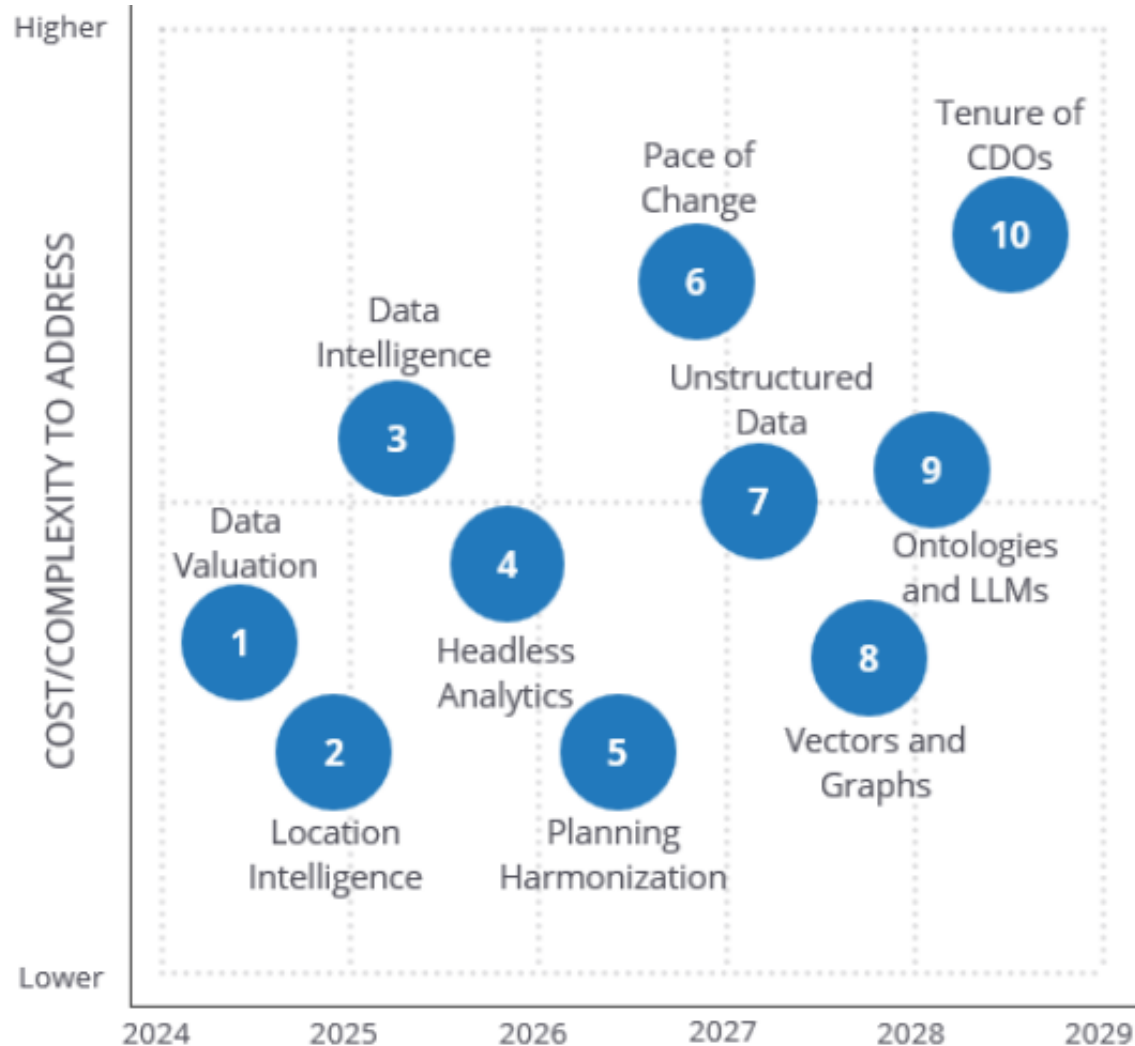 Higher
COST/COMPLEXITY TO ADDRESS
Lower
Tenure of
CDOs
10
Pace of
Change
6
Data
Intelligence
3
Unstructured
Data
7
9
Ontologies
and LLMs
Data
Valuation
1
4
Headless
Analytics
8
Vectors and
Graphs
2
Location
Intelligence
5
Planning
Harmonization
2024
2025
2026
2027
2028
2029